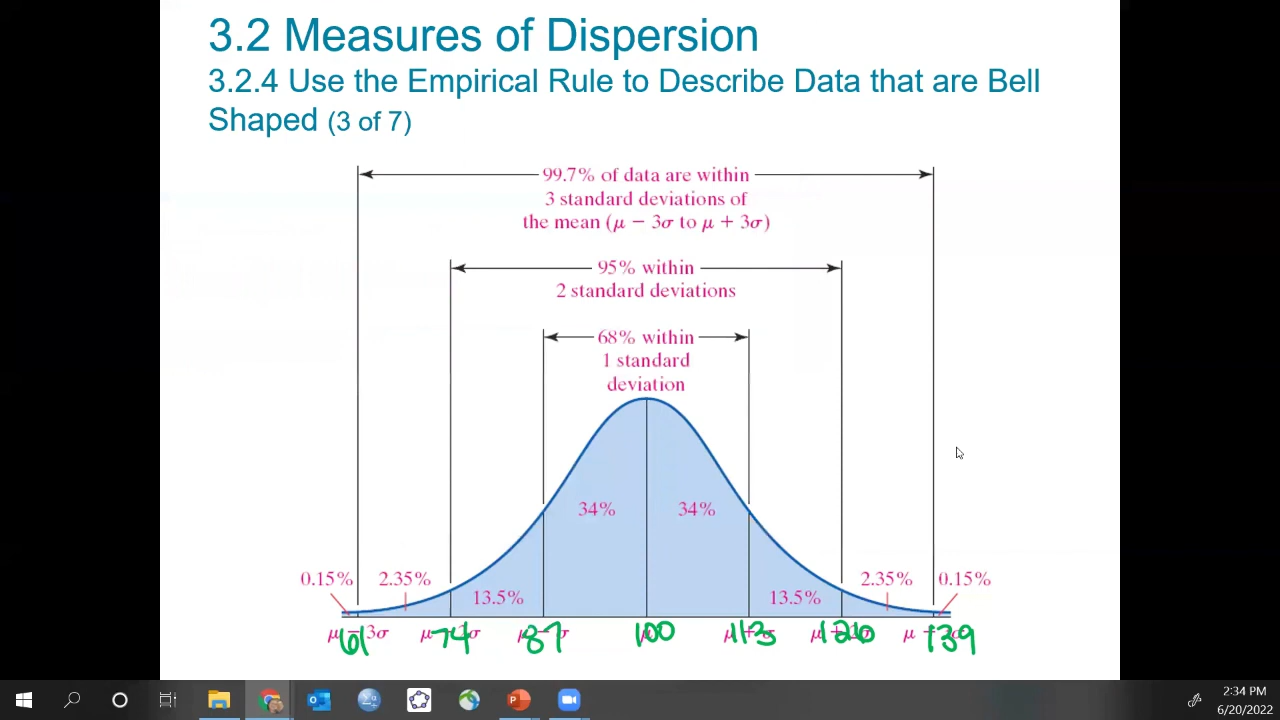 3.2 Measures of Dispersion
3.2.4 Use the Empirical Rule to Describe Data that are Bell
Shaped (3 of 7)
99.7% of data are within
3 standard deviations of
the mean (μ − 3σ to μ + 3σ)
95% within
2 standard deviations
68% within
1 standard
deviation
34% 34%
0.15% 2.35% 13.5% 13.5% 2.35% 0.15%
61 74 87 100 113 126 139
2:34 PM
6/20/2022